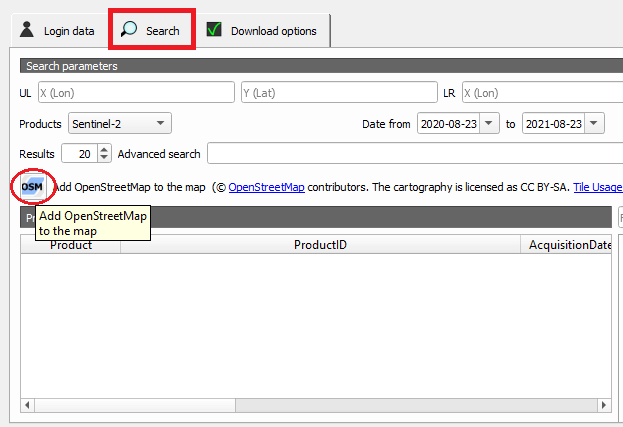 Login data Search Download options
Search parameters
UL X (Lon) Y (Lat) LR X (Lon)
Products Sentinel-2 Date from 2020-08-23 to 2021-08-23
Results 20 Advanced search
OSM Add OpenStreetMap to the map (© OpenStreetMap contributors. The cartography is licensed as CC BY-SA. Tile Usage
Add OpenStreetMap
to the map
Product ProductID AcquisitionDate